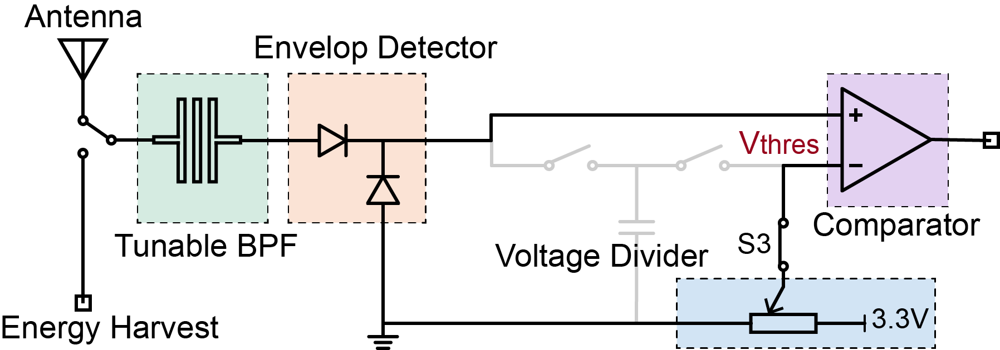 Antenna
Envelop Detector
+
Vthres
−
Comparator
Tunable BPF
S3
Voltage Divider
3.3V
Energy Harvest